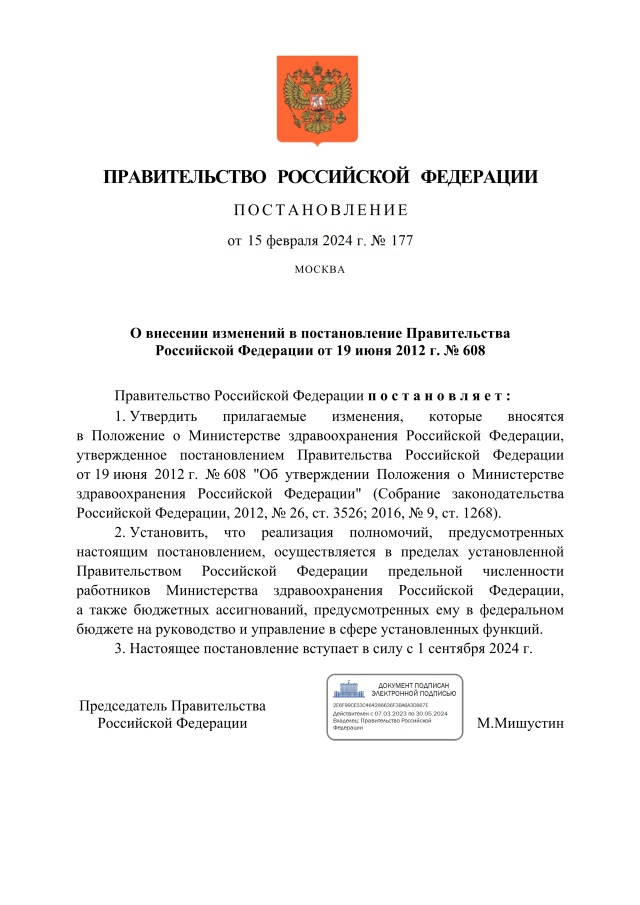 ПРАВИТЕЛЬСТВО РОССИЙСКОЙ ФЕДЕРАЦИИ
ПОСТАНОВЛЕНИЕ
от 15 февраля 2024 г. № 177
МОСКВА
О внесении изменений в постановление Правительства
Российской Федерации от 19 июня 2012 г. № 608
Правительство Российской Федерации постановляет:
1. Утвердить прилагаемые изменения, которые вносятся
в Положение о Министерстве здравоохранения Российской Федерации,
утвержденное постановлением Правительства Российской Федерации
от 19 июня 2012 г. № 608 "Об утверждении Положения о Министерстве
здравоохранения Российской Федерации" (Собрание законодательства
Российской Федерации, 2012, № 26, ст. 3526; 2016, № 9, ст. 1268).
2. Установить, что реализация полномочий, предусмотренных
настоящим постановлением, осуществляется в пределах установленной
Правительством Российской Федерации предельной численности
работников Министерства здравоохранения Российской Федерации,
а также бюджетных ассигнований, предусмотренных ему в федеральном
бюджете на руководство и управление в сфере установленных функций.
3. Настоящее постановление вступает в силу с 1 сентября 2024 г.
Председатель Правительства
Российской Федерации
ДОКУМЕНТ ПОДПИСАН
ЭЛЕКТРОННОЙ ПОДПИСЬЮ
Действителен с 07.03.2023 по 30.05.2024
Владелец: Правительство Российской
Федерации
М.Мишустин